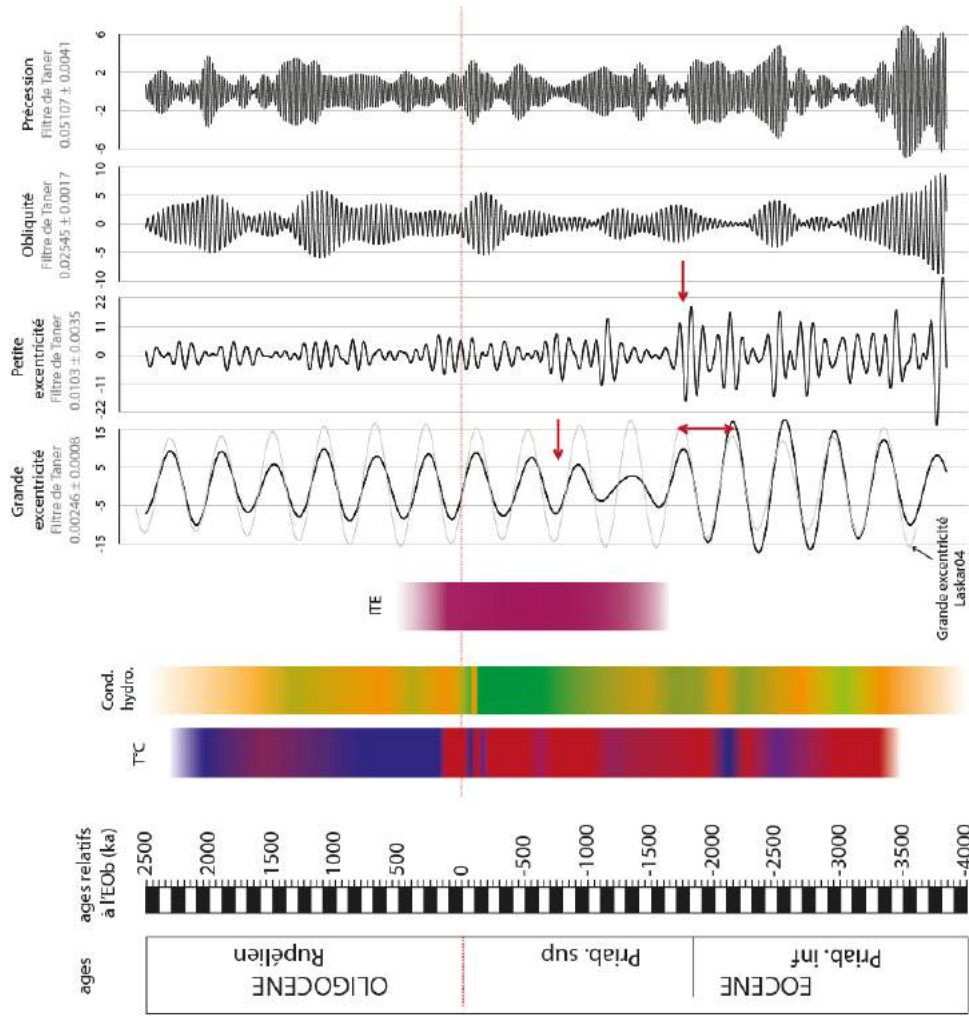 ages
ages relatifs
à l'EOb (ka)
T°C
Cond.
hydro.
ITE
Grande
excentricité
Filtre de Taner
0.00246 ± 0.0008
Petite
excentricité
Filtre de Taner
0.0103 ± 0.0035
Obliquité
Filtre de Taner
0.02545 ± 0.0017
Précession
Filtre de Taner
0.05107 ± 0.0041
-15 -5 5 15
-22 -11 0 11 22
-10 -5 0 5 10
-6 -2 2 6
OLIGOCENE
Rupélien
EOCENE
Priab. sup
Priab. inf
2500
2000
1500
1000
500
0
-500
-1000
-1500
-2000
-2500
-3000
-3500
-4000
Grande excentricité
Laskar04